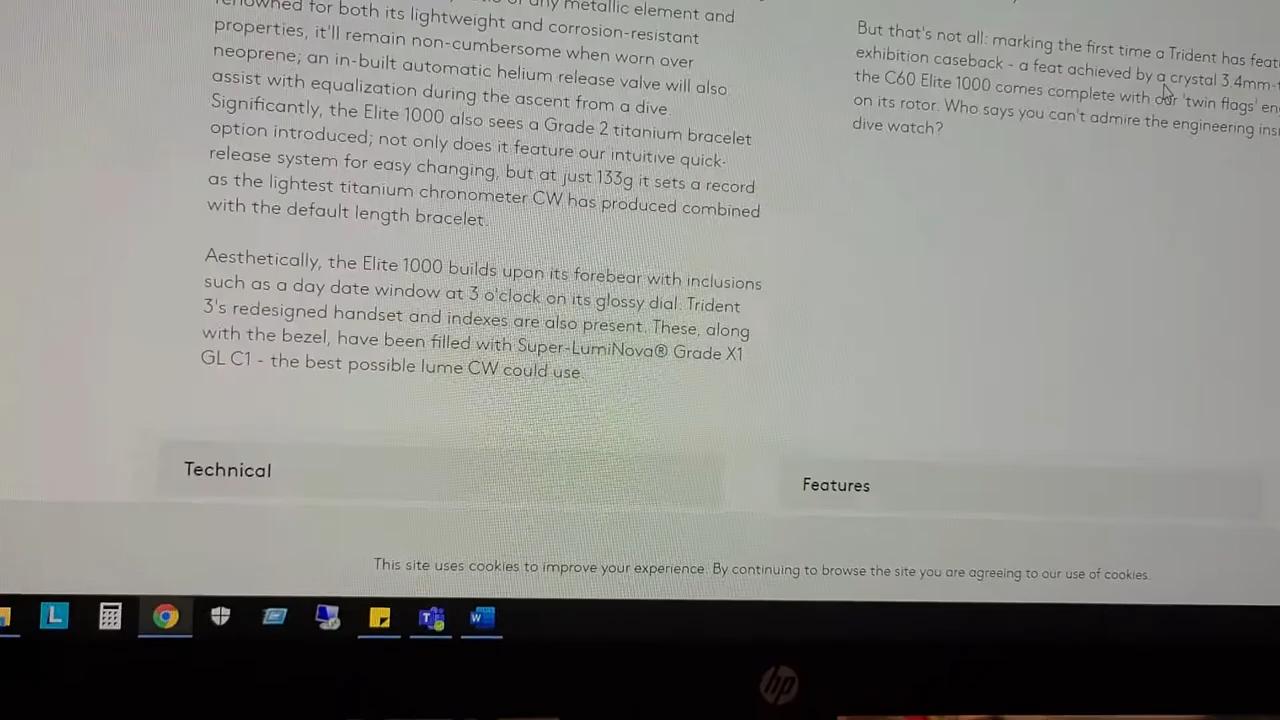 any metallic element and
renowned for both its lightweight and corrosion-resistant
properties, it'll remain non-cumbersome when worn over
neoprene; an in-built automatic helium release valve will also
assist with equalization during the ascent from a dive.
Significantly, the Elite 1000 also sees a Grade 2 titanium bracelet
option introduced; not only does it feature our intuitive quick-
release system for easy changing, but at just 133g it sets a record
as the lightest titanium chronometer CW has produced combined
with the default length bracelet.
Aesthetically, the Elite 1000 builds upon its forebear with inclusions
such as a day date window at 3 o'clock on its glossy dial. Trident
3's redesigned handset and indexes are also present. These, along
with the bezel, have been filled with Super-LumiNova® Grade X1
GL C1 - the best possible lume CW could use.
But that's not all: marking the first time a Trident has feat
exhibition caseback - a feat achieved by a crystal 3.4mm-
the C60 Elite 1000 comes complete with our 'twin flags' en
on its rotor. Who says you can't admire the engineering ins
dive watch?
Technical
Features
This site uses cookies to improve your experience. By continuing to browse the site you are agreeing to our use of cookies.
L
T
W
hp